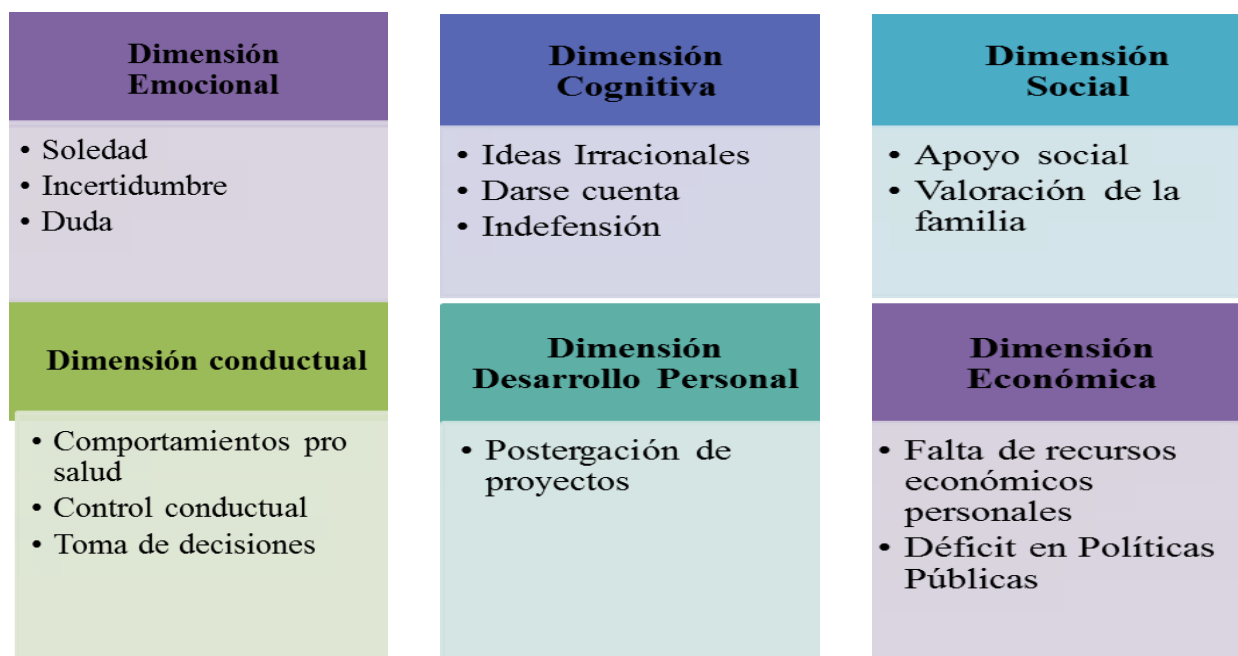 Dimensión
Emocional
• Soledad
• Incertidumbre
• Duda
Dimensión
Cognitiva
• Ideas Irracionales
• Darse cuenta
• Indefensión
Dimensión
Social
• Apoyo social
• Valoración de la
familia
Dimensión conductual
• Comportamientos pro
salud
• Control conductual
• Toma de decisiones
Dimensión
Desarrollo Personal
• Postergación de
proyectos
Dimensión
Económica
• Falta de recursos
económicos
personales
• Déficit en Políticas
Públicas